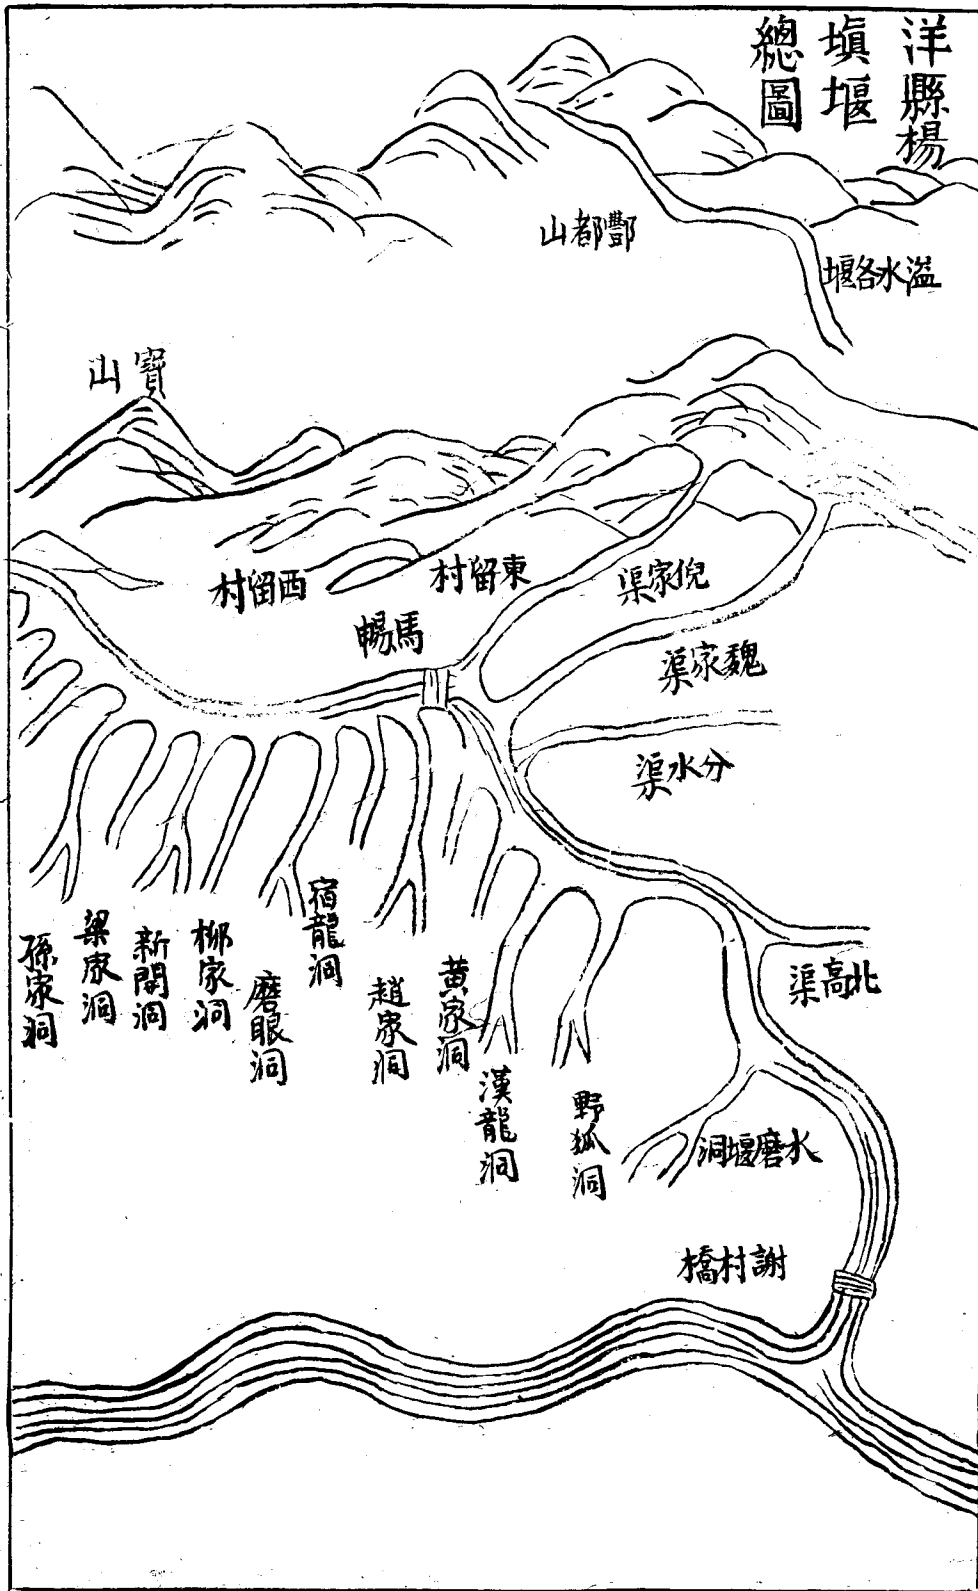 洋縣楊
填堰
總圖
酆都山
溢水各堰
寶山
倪家渠
東留村
西留村
馬暢
魏家渠
分水渠
北高渠
宿龍洞
黃家洞
趙家洞
磨眼洞
柳家洞
新開洞
梁家洞
孫家洞
漢龍洞
野狐洞
水磨堰洞
謝村橋